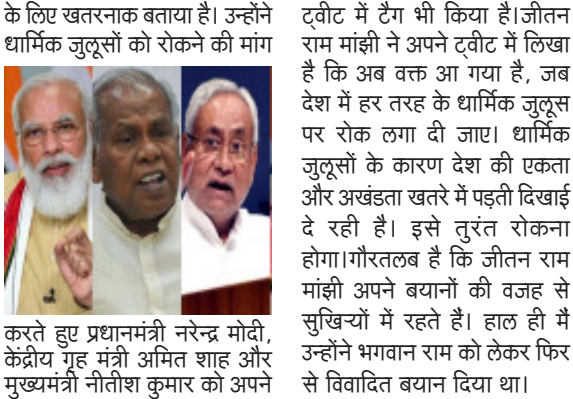 के लिए खतरनाक बताया है। उन्होंने
धार्मिक जुलूसों को रोकने की मांग
करते हुए प्रधानमंत्री नरेन्द्र मोदी,
केंद्रीय गृह मंत्री अमित शाह और
मुख्यमंत्री नीतीश कुमार को अपने
ट्वीट में टैग भी किया है।जीतन
राम मांझी ने अपने ट्वीट में लिखा
है कि अब वक्त आ गया है, जब
देश में हर तरह के धार्मिक जुलूस
पर रोक लगा दी जाए। धार्मिक
जुलूसों के कारण देश की एकता
और अखंडता खतरे में पड़ती दिखाई
दे रही है। इसे तुरंत रोकना
होगा।गौरतलब है कि जीतन राम
मांझी अपने बयानों की वजह से
सुखिऱ्यों में रहते हैं। हाल ही मैं
उन्होंने भगवान राम को लेकर फिर
से विवादित बयान दिया था।